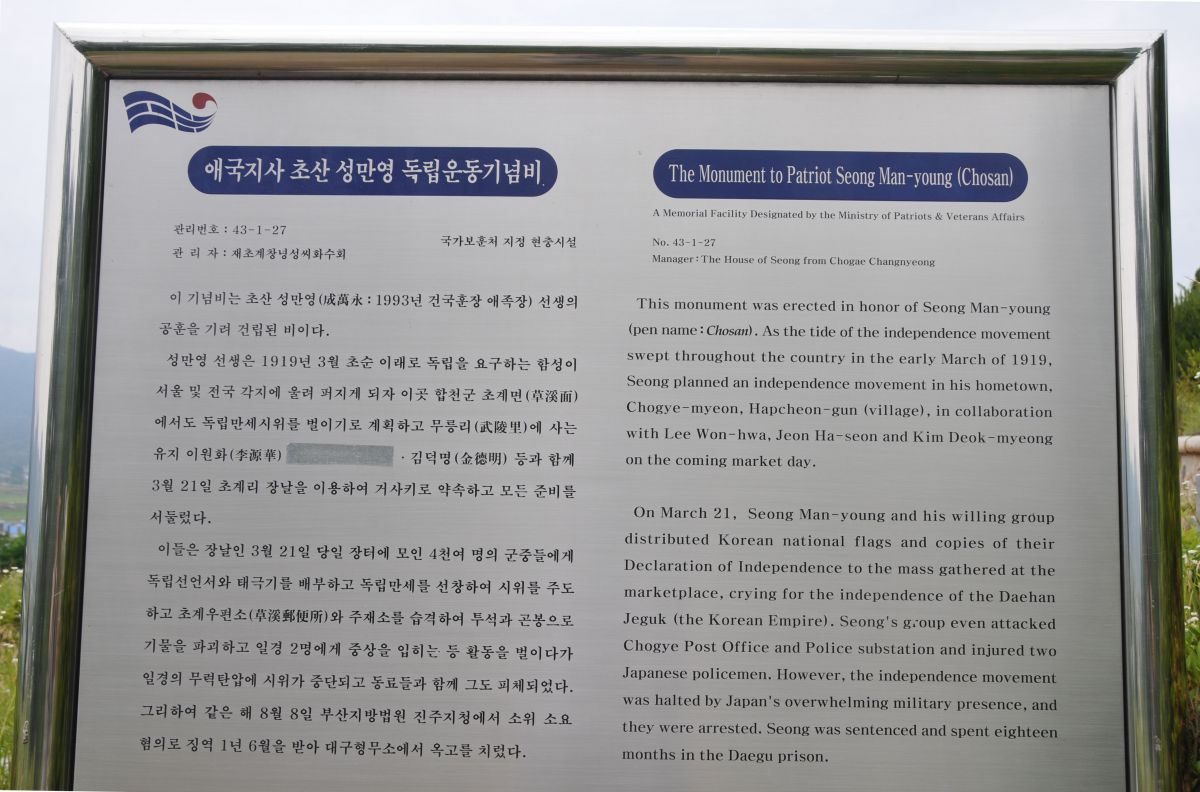 애국지사 초산 성만영 독립운동기념비
관리번호 : 43-1-27
국가보훈처 지정 현충시설
관 리 자 : 재초계창녕성씨화수회
이 기념비는 초산 성만영(成萬永 : 1993년 건국훈장 애족장) 선생의
공훈을 기려 건립된 비이다.
성만영 선생은 1919년 3월 초순 이래로 독립을 요구하는 함성이
서울 및 전국 각지에 울려 퍼지게 되자 이곳 합천군 초계면(草溪面)
에서도 독립만세시위를 벌이기로 계획하고 무릉리(武陵里)에 사는
유지 이원화(李源華) · 김덕명(金德明) 등과 함께
3월 21일 초계리 장날을 이용하여 거사키로 약속하고 모든 준비를
서둘렀다.
이들은 장날인 3월 21일 당일 장터에 모인 4천여 명의 군중들에게
독립선언서와 태극기를 배부하고 독립만세를 선창하여 시위를 주도
하고 초계우편소(草溪郵便所)와 주재소를 습격하여 투석과 곤봉으로
기물을 파괴하고 일경 2명에게 중상을 입히는 등 활동을 벌이다가
일경의 무력탄압에 시위가 중단되고 동료들과 함께 그도 피체되었다.
그리하여 같은 해 8월 8일 부산지방법원 진주지청에서 소위 소요
혐의로 징역 1년 6월을 받아 대구형무소에서 옥고를 치렀다.
The Monument to Patriot Seong Man-young (Chosan)
A Memorial Facility Designated by the Ministry of Patriots & Veterans Affairs
No. 43-1-27
Manager : The House of Seong from Chogae Changnyeong
This monument was erected in honor of Seong Man-young
(pen name : Chosan). As the tide of the independence movement
swept throughout the country in the early March of 1919,
Seong planned an independence movement in his hometown,
Chogye-myeon, Hapcheon-gun (village), in collaboration
with Lee Won-hwa, Jeon Ha-seon and Kim Deok-myeong
on the coming market day.
On March 21, Seong Man-young and his willing group
distributed Korean national flags and copies of their
Declaration of Independence to the mass gathered at the
marketplace, crying for the independence of the Daehan
Jeguk (the Korean Empire). Seong's group even attacked
Chogye Post Office and Police substation and injured two
Japanese policemen. However, the independence movement
was halted by Japan's overwhelming military presence, and
they were arrested. Seong was sentenced and spent eighteen
months in the Daegu prison.